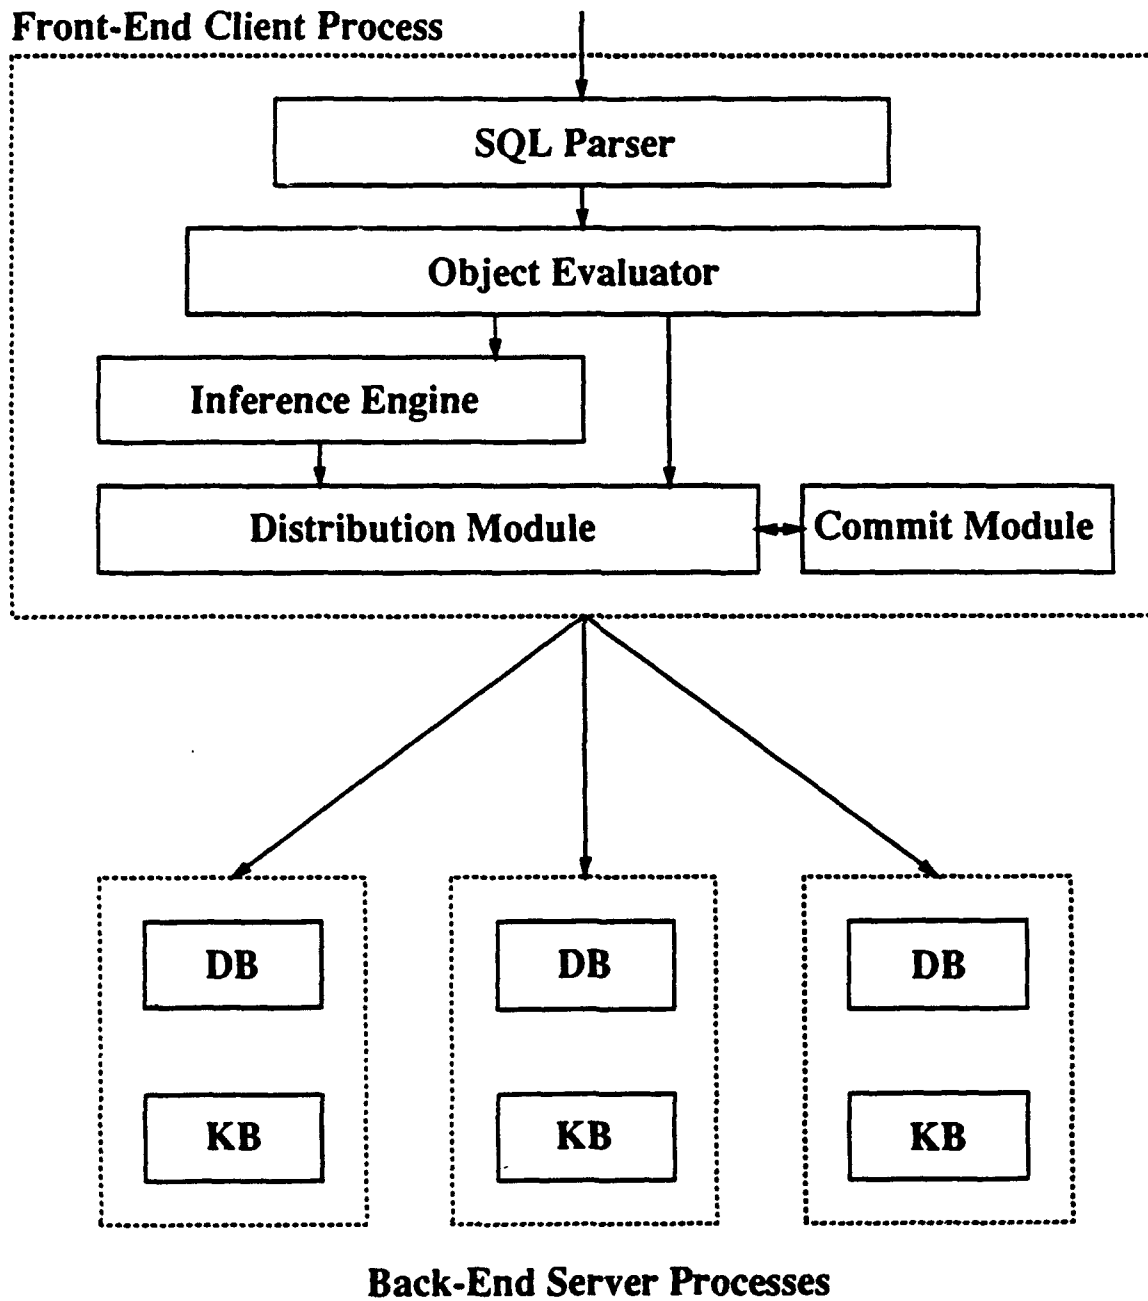 Front-End Client Process
SQL Parser
Object Evaluator
Inference Engine
Distribution Module
Commit Module
DB
DB
DB
KB
KB
KB
Back-End Server Processes